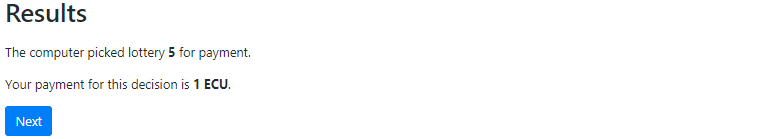 Results
The computer picked lottery 5 for payment.
Your payment for this decision is 1 ECU.
Next